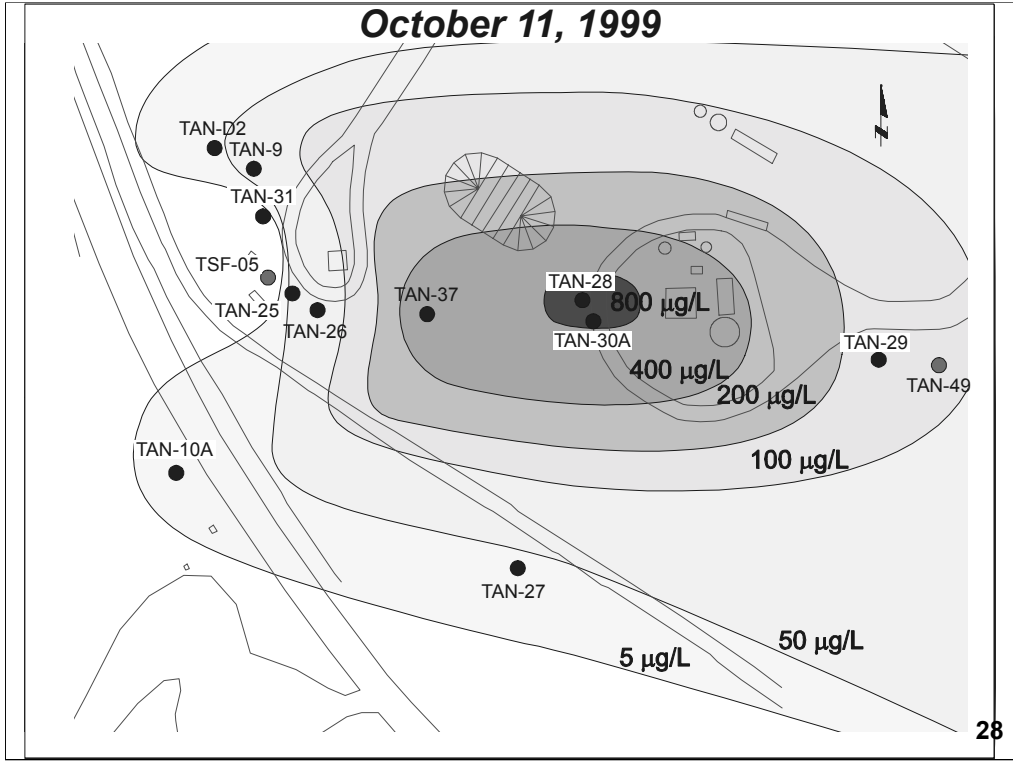 October 11, 1999
TAN-D2
TAN-9
TAN-31
TSF-05
TAN-25
TAN-26
TAN-37
TAN-28
800 µg/L
TAN-30A
400 µg/L
200 µg/L
TAN-29
TAN-49
100 µg/L
TAN-10A
TAN-27
50 µg/L
5 µg/L
N
28